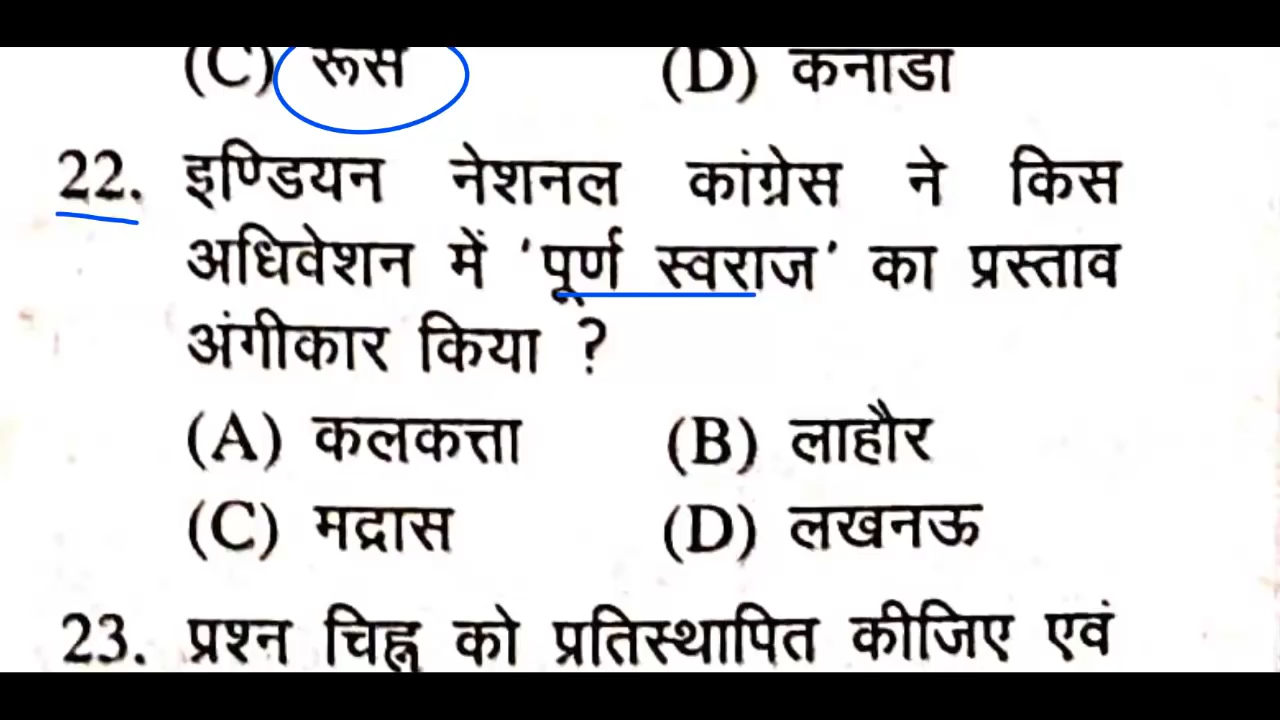 (C) रूस (D) कनाडा
22. इण्डियन नेशनल कांग्रेस ने किस
अधिवेशन में 'पूर्ण स्वराज' का प्रस्ताव
अंगीकार किया ?
(A) कलकत्ता (B) लाहौर
(C) मद्रास (D) लखनऊ
23. प्रश्न चिह्न को प्रतिस्थापित कीजिए एवं